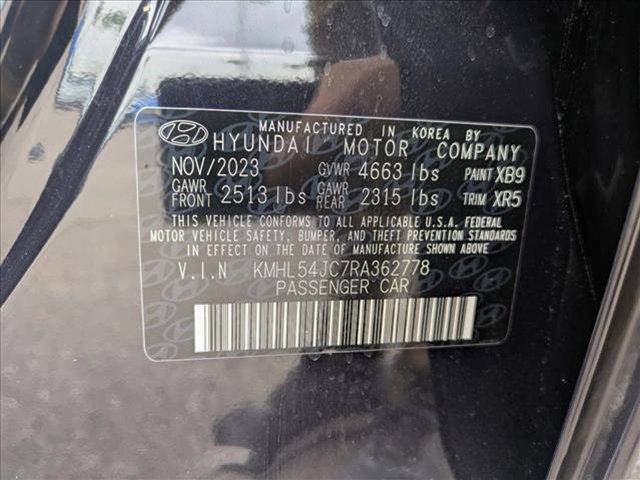 MANUFACTURED IN KOREA BY
HYUNDAI MOTOR COMPANY
NOV/2023 GVWR 4663 lbs PAINT XB9
GAWR FRONT 2513 lbs GAWR REAR 2315 lbs TRIM XR5
THIS VEHICLE CONFORMS TO ALL APPLICABLE U.S.A. FEDERAL
MOTOR VEHICLE SAFETY, BUMPER, AND THEFT PREVENTION STANDARDS
IN EFFECT ON THE DATE OF MANUFACTURE SHOWN ABOVE.
V.I.N KMHL54JC7RA362778
PASSENGER CAR